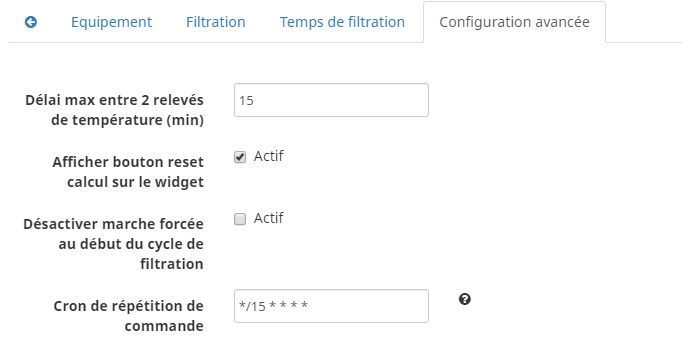 Equipement Filtration Temps de filtration Configuration avancée
Délai max entre 2 relevés
de température (min)
15
Afficher bouton reset
calcul sur le widget
Actif
Désactiver marche forcée
au début du cycle de
filtration
Actif
Cron de répétition de
commande
*/15 * * * *